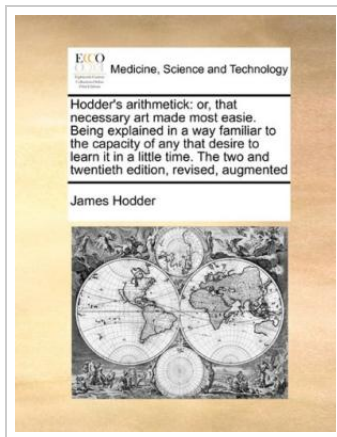 ECCO
Medicine, Science and Technology
Hodder's arithmetick: or, that
necessary art made most easie.
Being explained in a way familiar to
the capacity of any that desire to
learn it in a little time. The two and
twentieth edition, revised, augmented
James Hodder